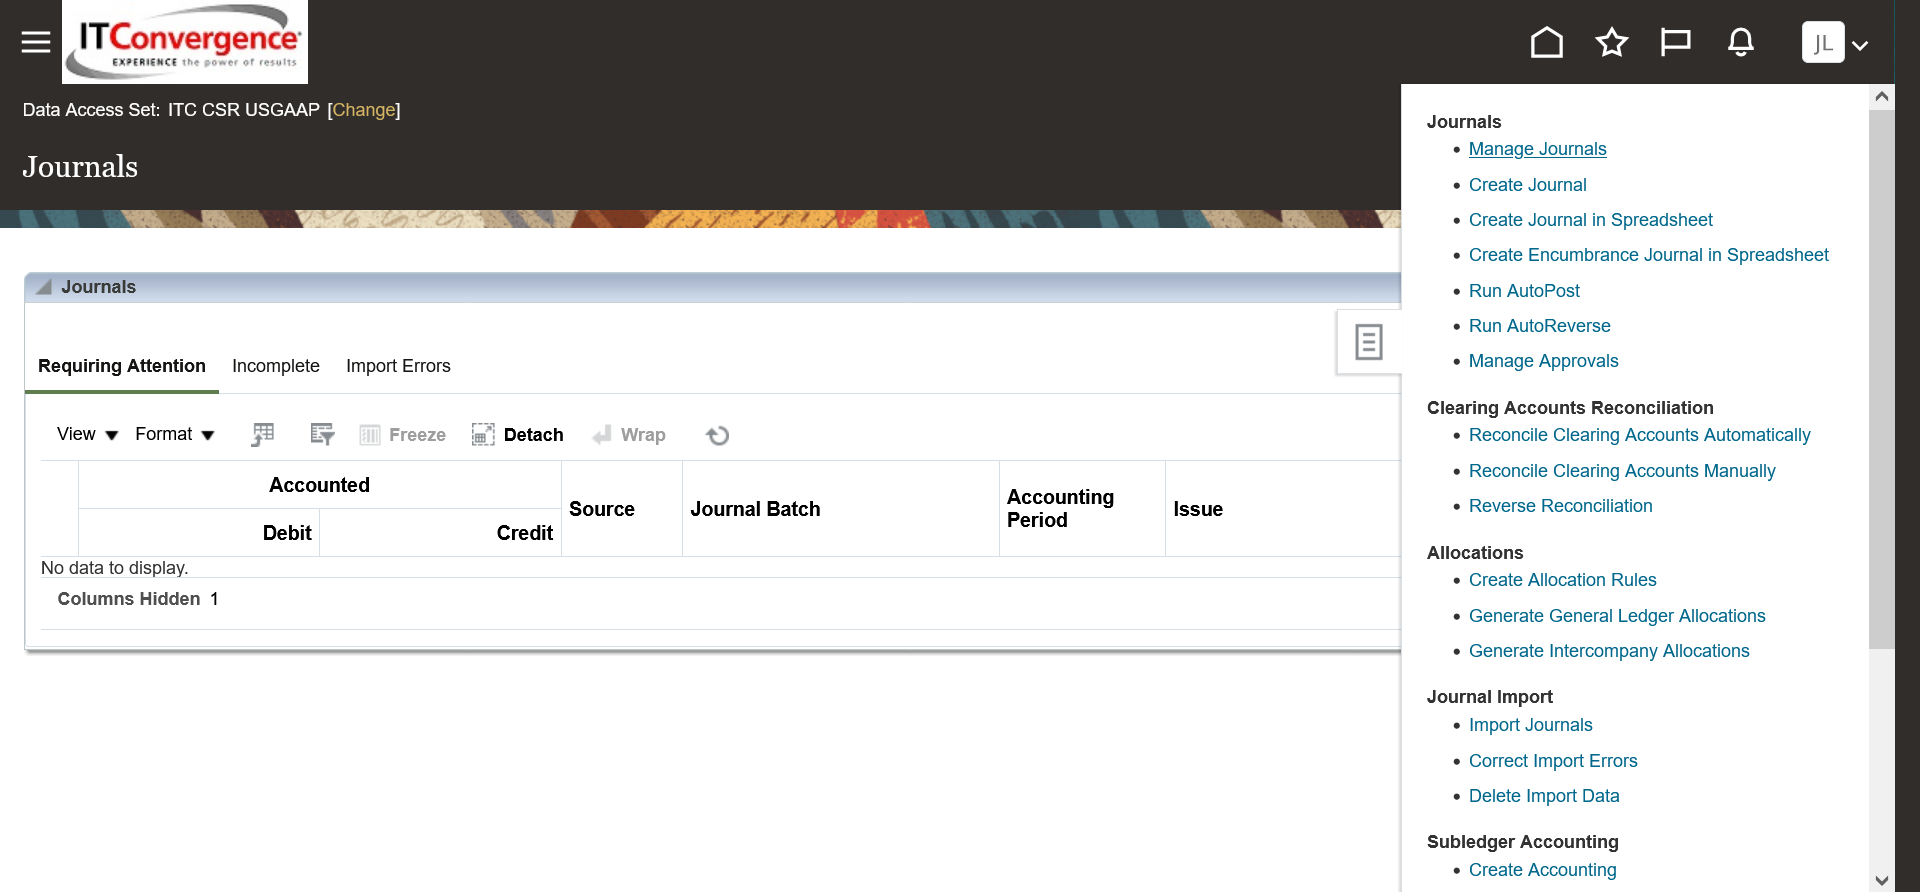 ITConvergence
EXPERIENCE the power of results
JL
Data Access Set: ITC CSR USGAAP [Change]
Journals
Journals
Requiring Attention
Incomplete
Import Errors
View
Format
Freeze
Detach
Wrap
Accounted
Debit
Credit
Source
Journal Batch
Accounting
Period
Issue
No data to display.
Columns Hidden 1
Journals
Manage Journals
Create Journal
Create Journal in Spreadsheet
Create Encumbrance Journal in Spreadsheet
Run AutoPost
Run AutoReverse
Manage Approvals
Clearing Accounts Reconciliation
Reconcile Clearing Accounts Automatically
Reconcile Clearing Accounts Manually
Reverse Reconciliation
Allocations
Create Allocation Rules
Generate General Ledger Allocations
Generate Intercompany Allocations
Journal Import
Import Journals
Correct Import Errors
Delete Import Data
Subledger Accounting
Create Accounting